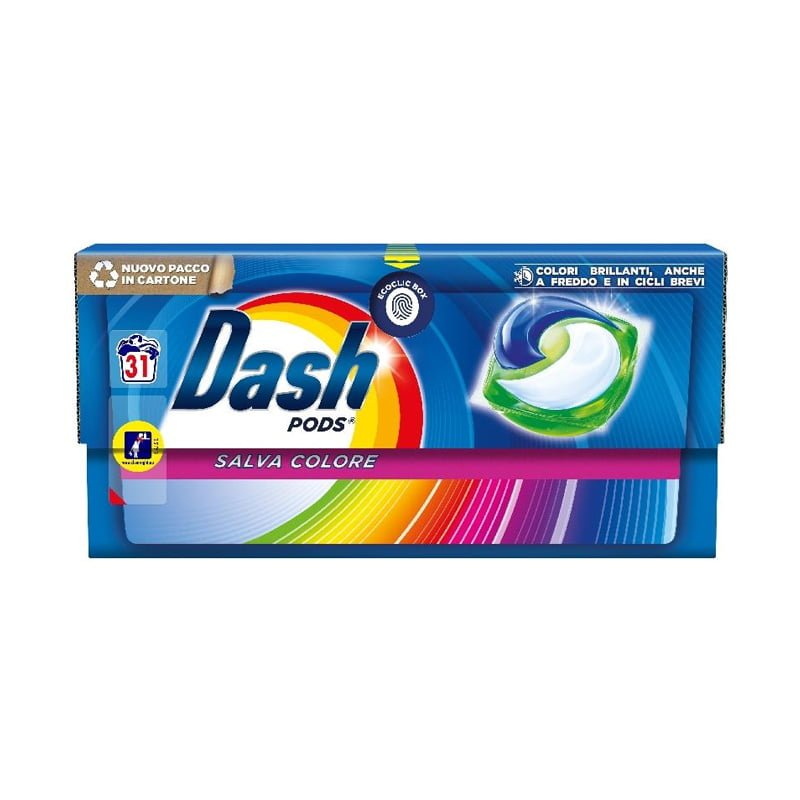 NUOVO PACCO
IN CARTONE
ECOCLIC BOX
COLORI BRILLANTI, ANCHE
A FREDDO E IN CICLI BREVI
31
Dash
PODS®
SALVA COLORE